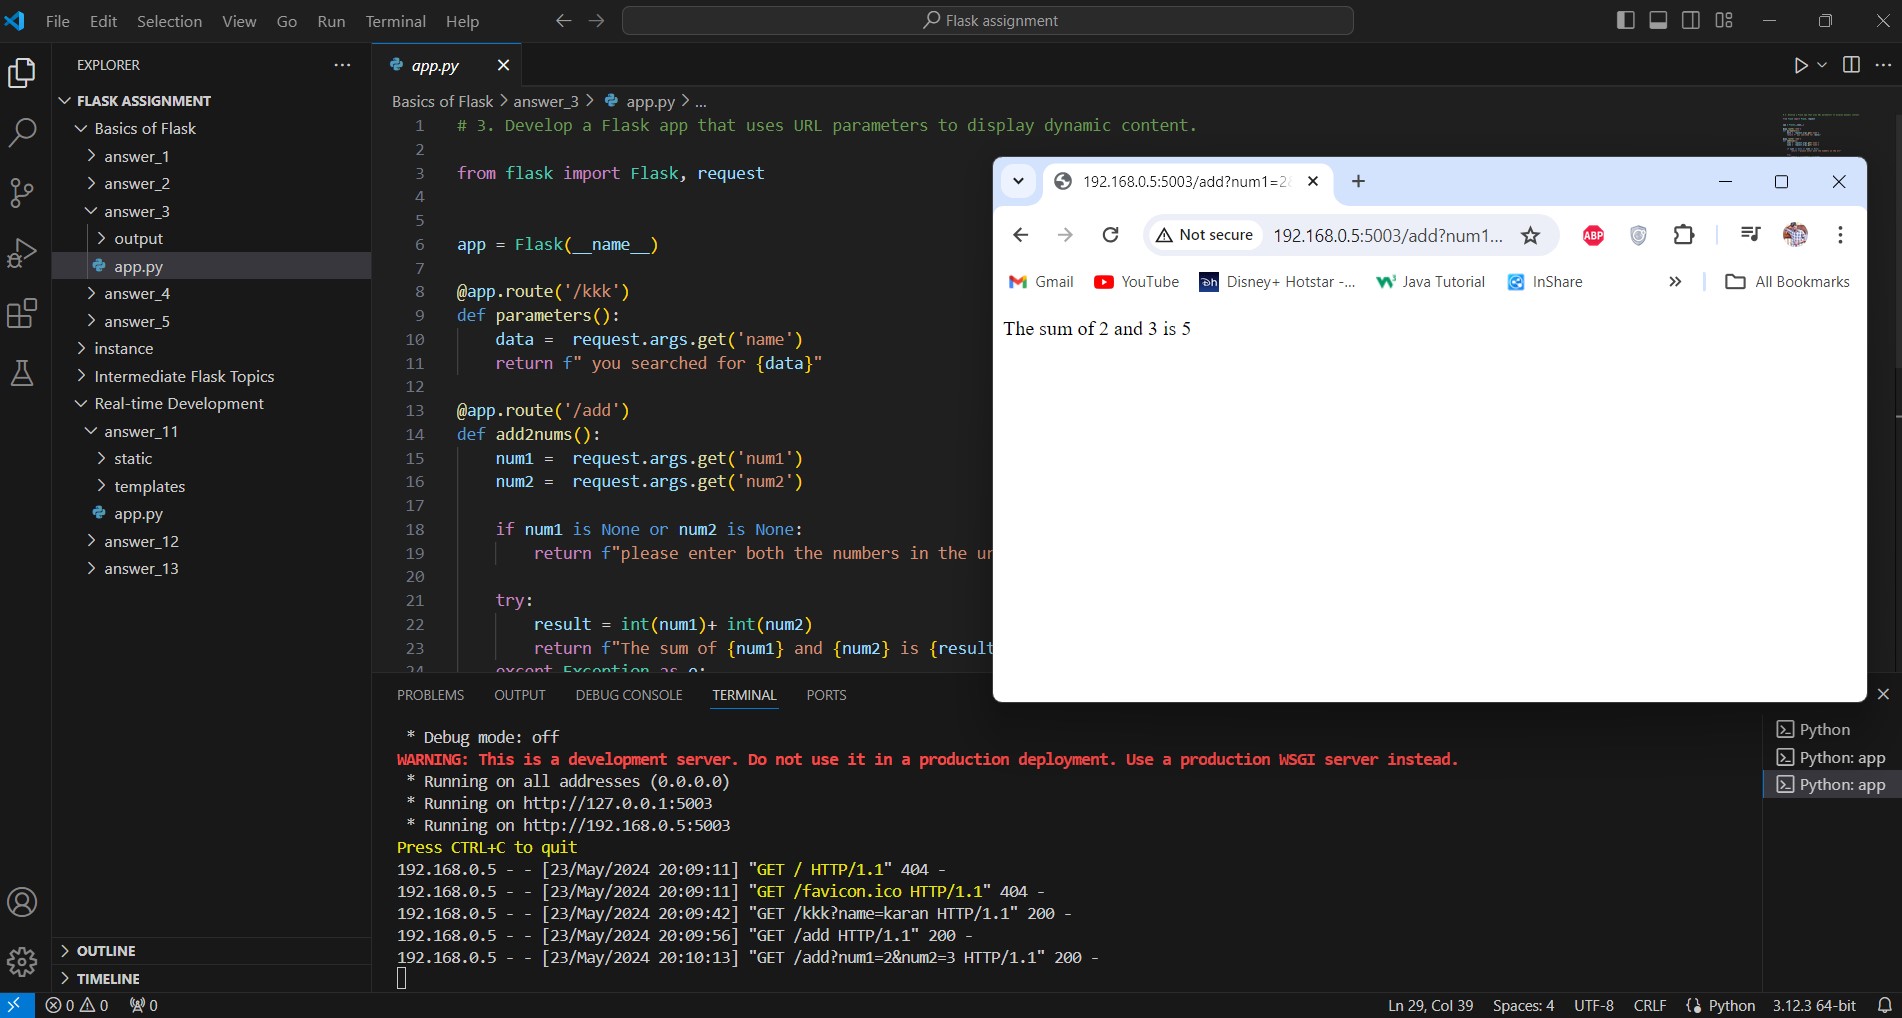 File Edit Selection View Go Run Terminal Help
Flask assignment
EXPLORER
FLASK ASSIGNMENT
Basics of Flask
answer_1
answer_2
answer_3
output
app.py
answer_4
answer_5
instance
Intermediate Flask Topics
Real-time Development
answer_11
static
templates
app.py
answer_12
answer_13
OUTLINE
TIMELINE
app.py
Basics of Flask > answer_3 > app.py > ...
1 # 3. Develop a Flask app that uses URL parameters to display dynamic content.
2
3 from flask import Flask, request
4
5
6 app = Flask(__name__)
7
8 @app.route('/kkk')
9 def parameters():
10 data =  request.args.get('name')
11 return f" you searched for {data}"
12
13 @app.route('/add')
14 def add2nums():
15 num1 =  request.args.get('num1')
16 num2 =  request.args.get('num2')
17
18 if num1 is None or num2 is None:
19 return f"please enter both the numbers in the ur
20
21 try:
22 result = int(num1)+ int(num2)
23 return f"The sum of {num1} and {num2} is {result
24 except Exception as e:
192.168.0.5:5003/add?num1=2&
Not secure 192.168.0.5:5003/add?num1...
ABP
Gmail YouTube Disney+ Hotstar -... Java Tutorial InShare » All Bookmarks
The sum of 2 and 3 is 5
PROBLEMS OUTPUT DEBUG CONSOLE TERMINAL PORTS
* Debug mode: off
WARNING: This is a development server. Do not use it in a production deployment. Use a production WSGI server instead.
* Running on all addresses (0.0.0.0)
* Running on http://127.0.0.1:5003
* Running on http://192.168.0.5:5003
Press CTRL+C to quit
192.168.0.5 - - [23/May/2024 20:09:11] "GET / HTTP/1.1" 404 -
192.168.0.5 - - [23/May/2024 20:09:11] "GET /favicon.ico HTTP/1.1" 404 -
192.168.0.5 - - [23/May/2024 20:09:42] "GET /kkk?name=karan HTTP/1.1" 200 -
192.168.0.5 - - [23/May/2024 20:09:56] "GET /add HTTP/1.1" 200 -
192.168.0.5 - - [23/May/2024 20:10:13] "GET /add?num1=2&num2=3 HTTP/1.1" 200 -
Python
Python: app
Python: app
0 0 0
Ln 29, Col 39 Spaces: 4 UTF-8 CRLF Python 3.12.3 64-bit